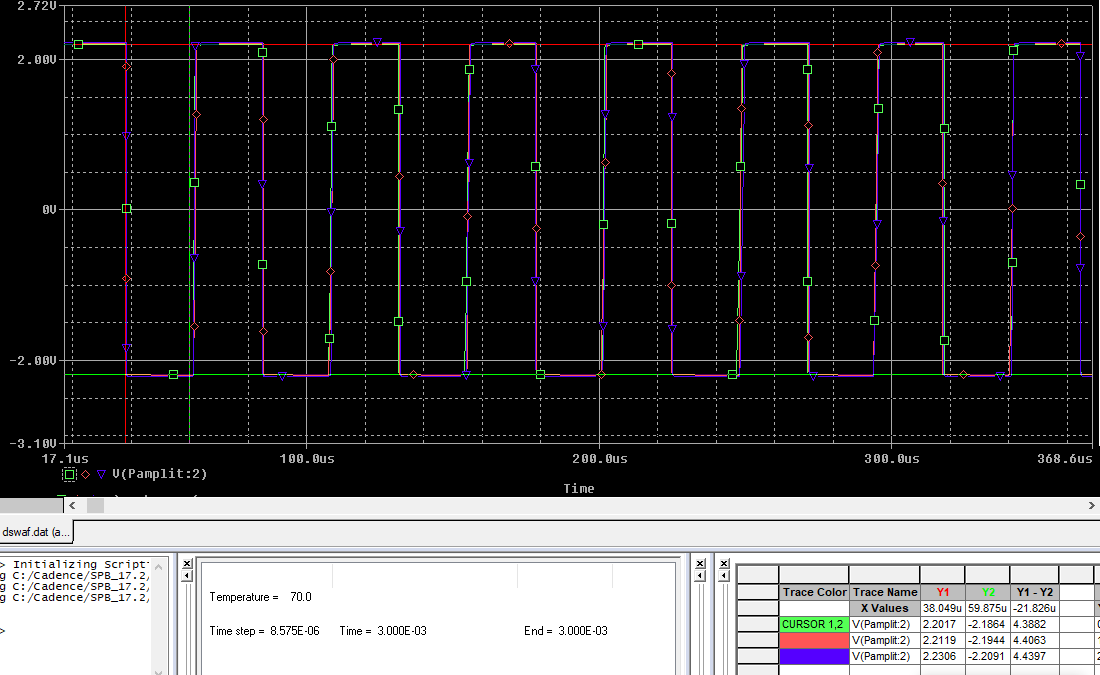 2.72V
2.00V
0V
-2.00V
-3.10V
17.1us 100.0us 200.0us 300.0us 368.6us
V(Pamplit:2)
Time
dswaf.dat (a...
> Initializing Script
g C:/Cadence/SPB_17.2,
g C:/Cadence/SPB_17.2,
g C:/Cadence/SPB_17.2,
>
Temperature = 70.0
Time step = 8.575E-06 Time = 3.000E-03 End = 3.000E-03
Trace Color Trace Name Y1 Y2 Y1 - Y2
X Values 38.049u 59.875u -21.826u
CURSOR 1,2 V(Pamplit:2) 2.2017 -2.1864 4.3882
V(Pamplit:2) 2.2119 -2.1944 4.4063
V(Pamplit:2) 2.2306 -2.2091 4.4397